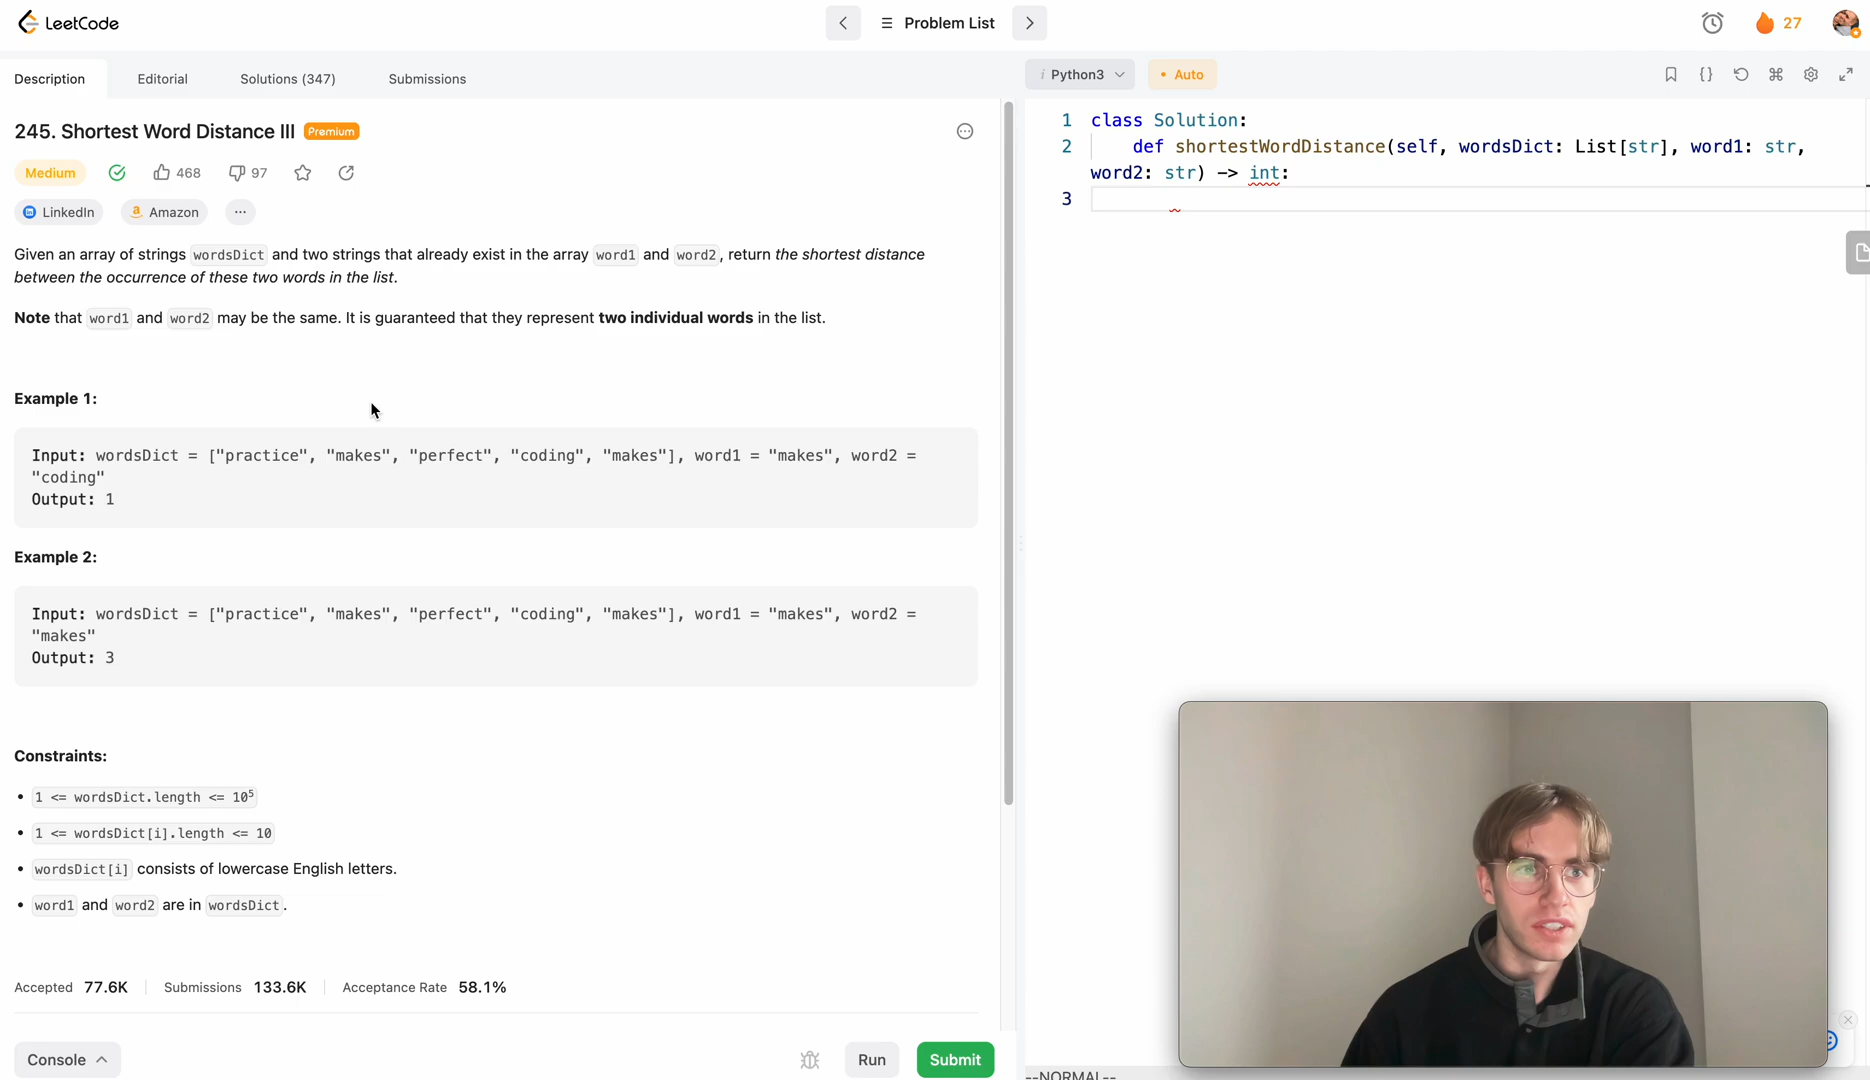 LeetCode
Problem List
27
Description
Editorial
Solutions (347)
Submissions
i Python3
• Auto
245. Shortest Word Distance III Premium
Medium
468
97
LinkedIn
Amazon
...
Given an array of strings wordsDict and two strings that already exist in the array word1 and word2, return the shortest distance
between the occurrence of these two words in the list.
Note that word1 and word2 may be the same. It is guaranteed that they represent two individual words in the list.
Example 1:
Input: wordsDict = ["practice", "makes", "perfect", "coding", "makes"], word1 = "makes", word2 =
"coding"
Output: 1
Example 2:
Input: wordsDict = ["practice", "makes", "perfect", "coding", "makes"], word1 = "makes", word2 =
"makes"
Output: 3
Constraints:
• 1 <= wordsDict.length <= 10⁵
• 1 <= wordsDict[i].length <= 10
• wordsDict[i] consists of lowercase English letters.
• word1 and word2 are in wordsDict.
Accepted 77.6K
Submissions 133.6K
Acceptance Rate 58.1%
Console
Run
Submit
1 class Solution:
2 def shortestWordDistance(self, wordsDict: List[str], word1: str,
word2: str) -> int:
3
--NORMAL--